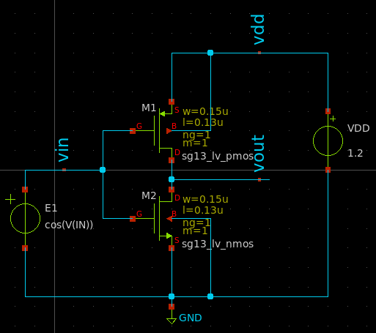 vdd
M1
S
w=0.15u
l=0.13u
G
B
ng=1
m=1
D
sg13_lv_pmos
vin
vout
+
VDD
1.2
M2
D
w=0.15u
l=0.13u
G
B
ng=1
m=1
S
sg13_lv_nmos
+
E1
cos(V(IN))
GND